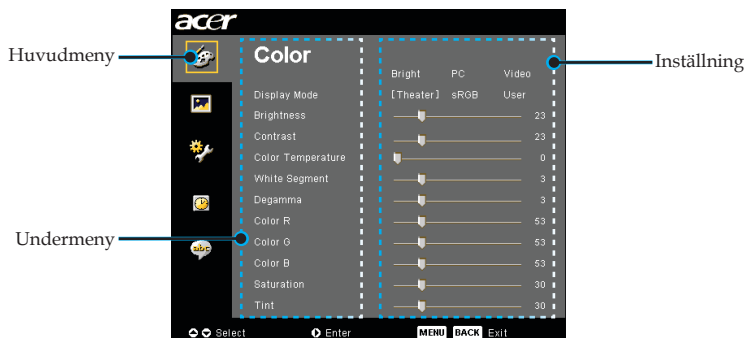 acer
Huvudmeny
Color
Inställning
Bright PC Video
Display Mode [Theater] sRGB User
Brightness 23
Contrast 23
Color Temperature 0
White Segment 3
Degamma 3
Color R 53
Undermeny
Color G 53
abc
Color B 53
Saturation 30
Tint 30
Select Enter MENU BACK Exit